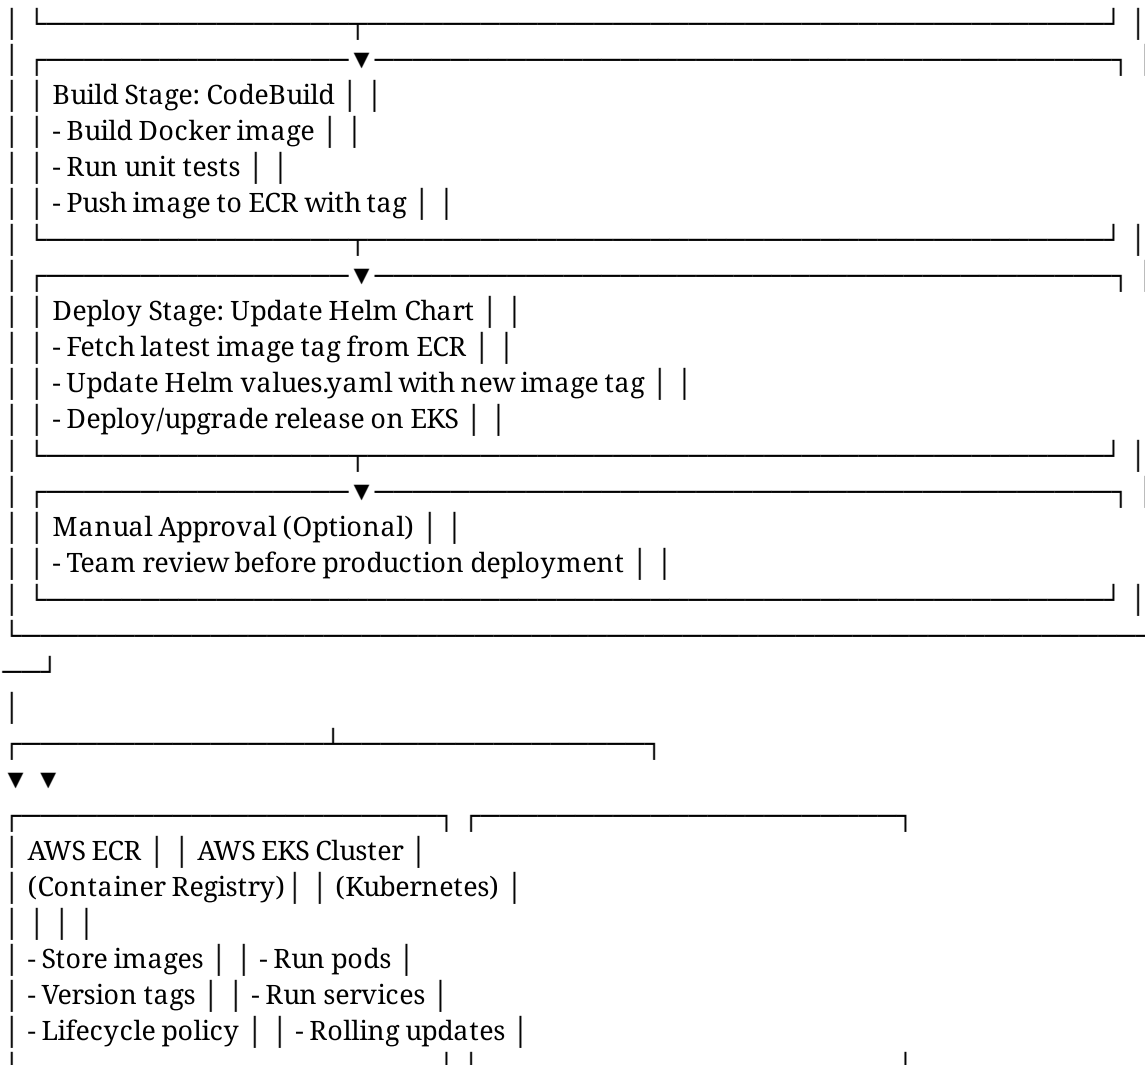 │ └─────────────────┬────────────────────────────────────────┘ │
│ ┌─────────────────▼────────────────────────────────────────┐ │
│ │ Build Stage: CodeBuild │ │
│ │ - Build Docker image │ │
│ │ - Run unit tests │ │
│ │ - Push image to ECR with tag │ │
│ └─────────────────┬────────────────────────────────────────┘ │
│ ┌─────────────────▼────────────────────────────────────────┐ │
│ │ Deploy Stage: Update Helm Chart │ │
│ │ - Fetch latest image tag from ECR │ │
│ │ - Update Helm values.yaml with new image tag │ │
│ │ - Deploy/upgrade release on EKS │ │
│ └─────────────────┬────────────────────────────────────────┘ │
│ ┌─────────────────▼────────────────────────────────────────┐ │
│ │ Manual Approval (Optional) │ │
│ │ - Team review before production deployment │ │
│ └──────────────────────────────────────────────────────────┘ │
└─────────────────────────────────────────────────────────────
──┘
│
┌─────────────────┴─────────────────┐
▼ ▼
┌───────────────────────┐ ┌───────────────────────┐
│ AWS ECR │ │ AWS EKS Cluster │
│ (Container Registry)│ │ (Kubernetes) │
│ │ │ │
│ - Store images │ │ - Run pods │
│ - Version tags │ │ - Run services │
│ - Lifecycle policy │ │ - Rolling updates │